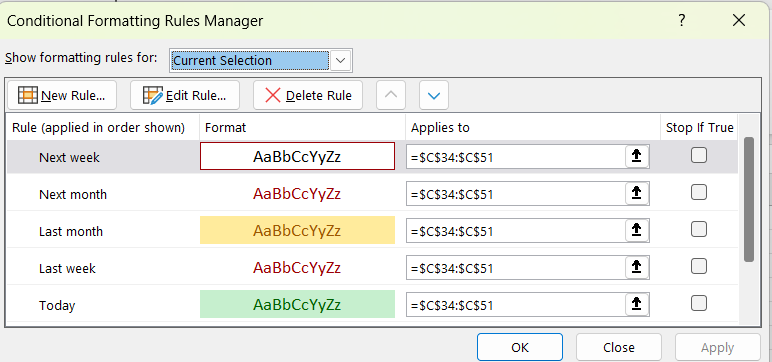 Conditional Formatting Rules Manager ?
Show formatting rules for: Current Selection
New Rule... Edit Rule... Delete Rule
Rule (applied in order shown) Format Applies to Stop If True
Next week AaBbCcYyZz =$C$34:$C$51
Next month AaBbCcYyZz =$C$34:$C$51
Last month AaBbCcYyZz =$C$34:$C$51
Last week AaBbCcYyZz =$C$34:$C$51
Today AaBbCcYyZz =$C$34:$C$51
OK Close Apply